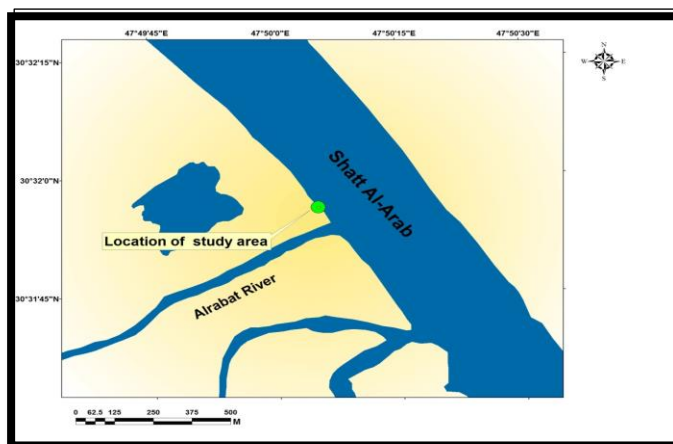 47°49'45"E 47°50'0"E 47°50'15"E 47°50'30"E
30°32'15"N
N
W E
S
30°32'0"N
Shatt Al-Arab
Location of study area
30°31'45"N
Alrabat River
0 62.5 125 250 375 500
M